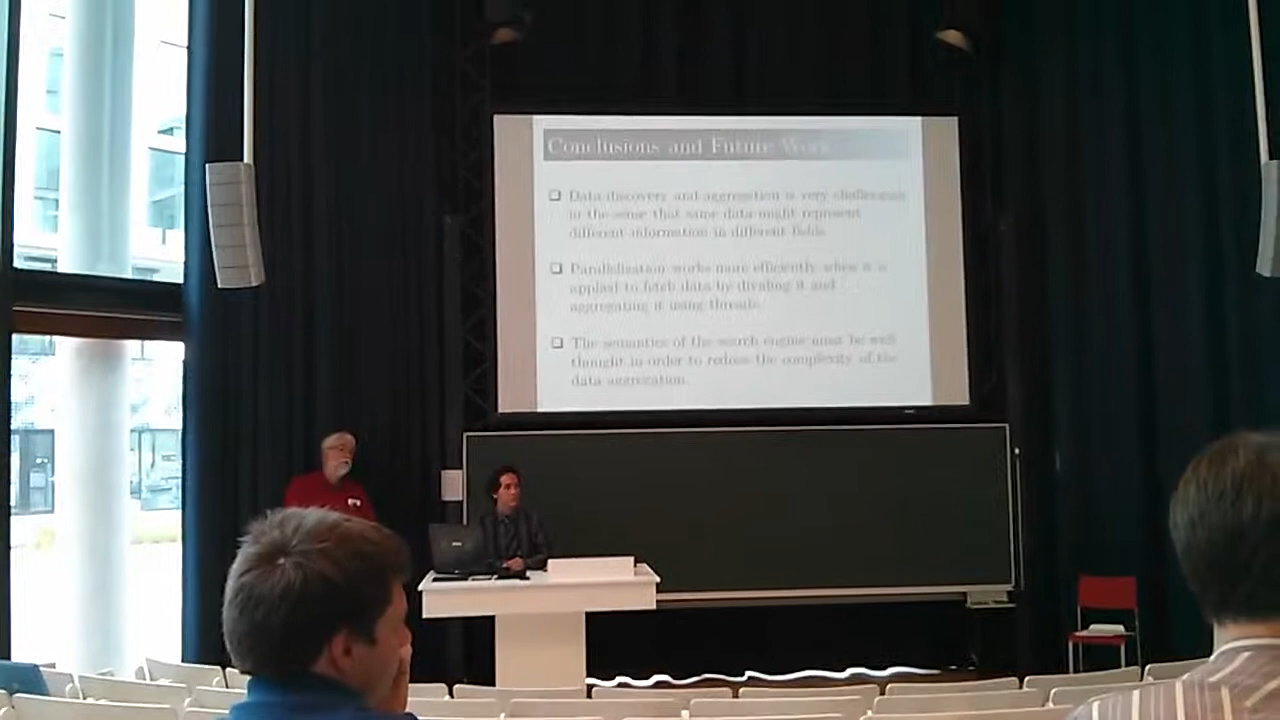 Conclusions and Future Work
Data discovery and aggregation is very challenging
in the sense that same data might represent
different information in different fields.
Parallelization works more efficiently when it is
applied to fetch data by dividing it and
aggregating it using threads.
The semantics of the search engine must be well
thought in order to reduce the complexity of the
data aggregation.